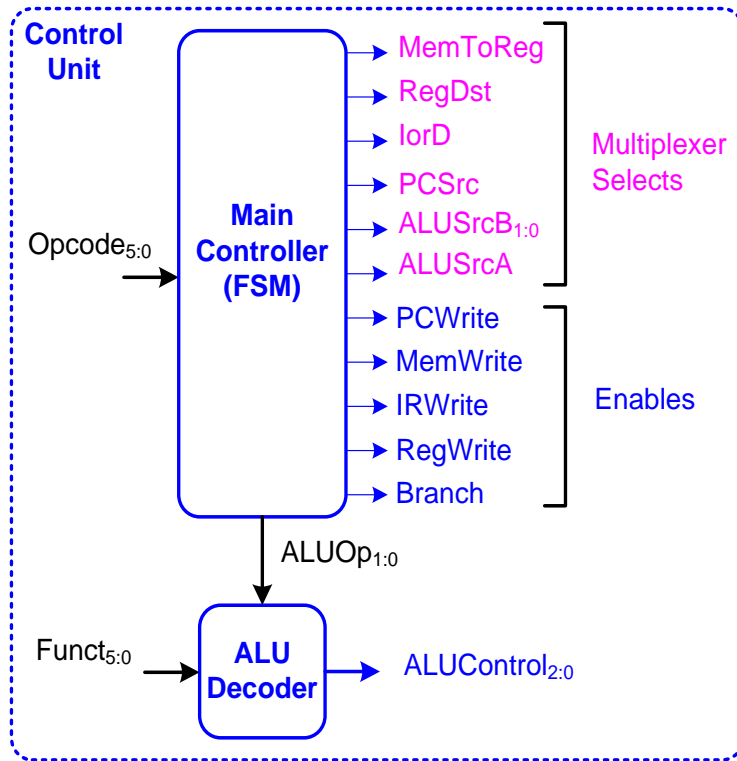 Control
Unit
MemToReg
RegDst
IorD
PCSrc
ALUSrcB1:0
ALUSrcA
Multiplexer
Selects
Opcode5:0
Main
Controller
(FSM)
PCWrite
MemWrite
IRWrite
RegWrite
Branch
Enables
ALUOp1:0
Funct5:0
ALU
Decoder
ALUControl2:0